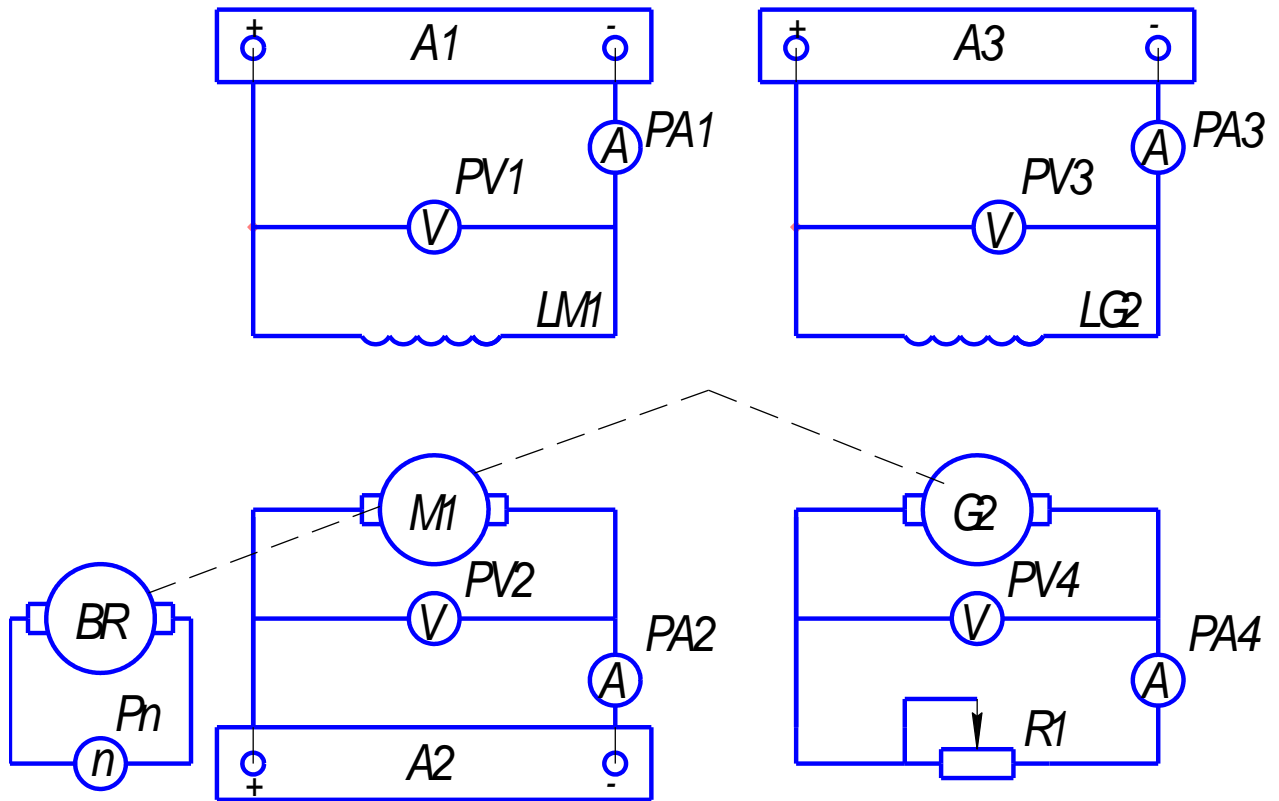 + A1 - + A3 -
A PA1 A PA3
PV1 PV3
V V
LM1 LG2
M1 G2
PV2 PV4
BR V V
PA2 PA4
A A
Pn R1
n A2
+ -